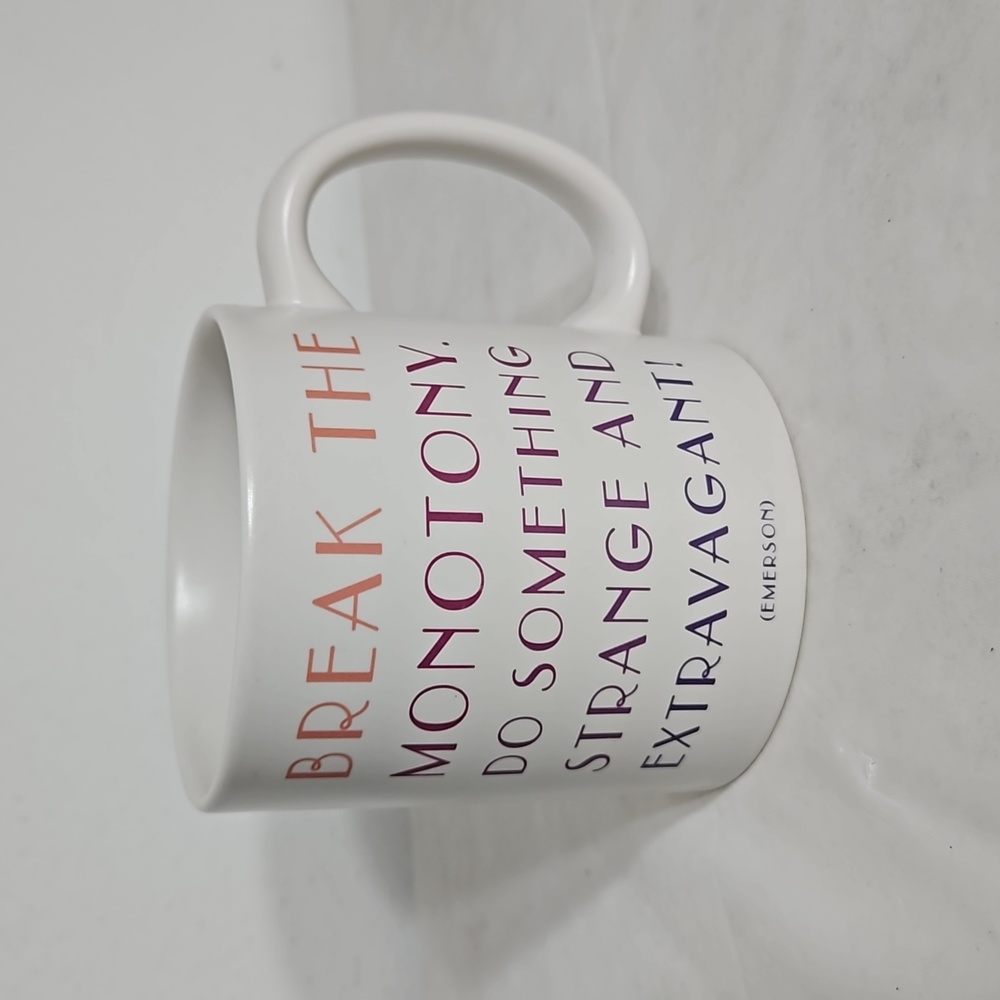 BREAK THE
MONOTONY.
DO SOMETHING
STRANGE AND
EXTRAVAGANT!
(EMERSON)